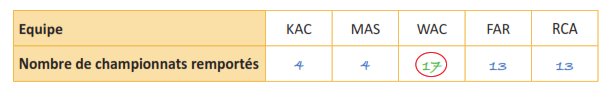 Equipe KAC MAS WAC FAR RCA
Nombre de championnats remportés 4 4 17 13 13